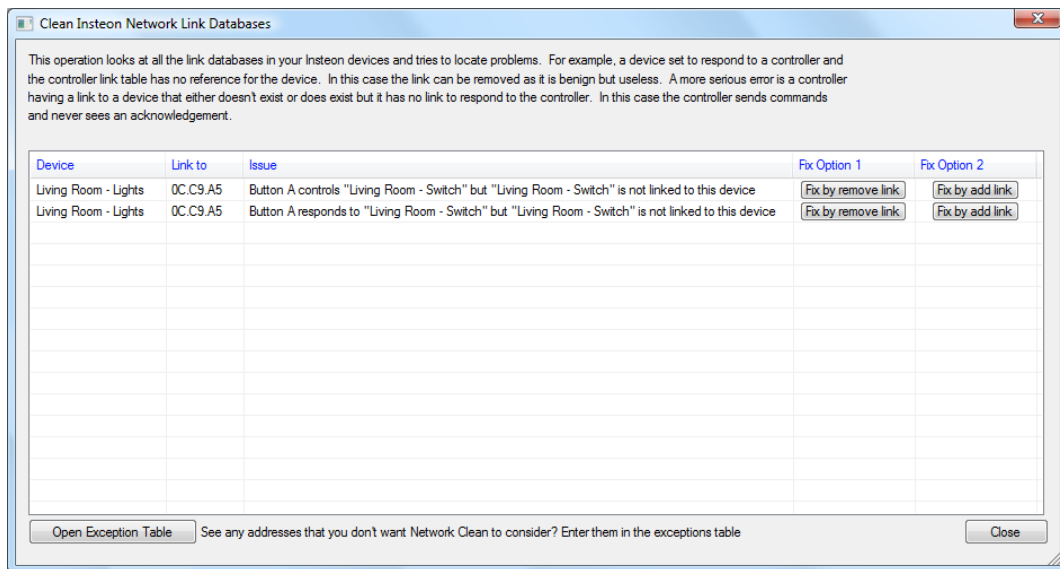 Clean Insteon Network Link Databases
This operation looks at all the link databases in your Insteon devices and tries to locate problems. For example, a device set to respond to a controller and
the controller link table has no reference for the device. In this case the link can be removed as it is benign but useless. A more serious error is a controller
having a link to a device that either doesn't exist or does exist but it has no link to respond to the controller. In this case the controller sends commands
and never sees an acknowledgement.
Device Link to Issue Fix Option 1 Fix Option 2
Living Room - Lights 0C.C9.A5 Button A controls "Living Room - Switch" but "Living Room - Switch" is not linked to this device Fix by remove link Fix by add link
Living Room - Lights 0C.C9.A5 Button A responds to "Living Room - Switch" but "Living Room - Switch" is not linked to this device Fix by remove link Fix by add link
Open Exception Table See any addresses that you don't want Network Clean to consider? Enter them in the exceptions table Close